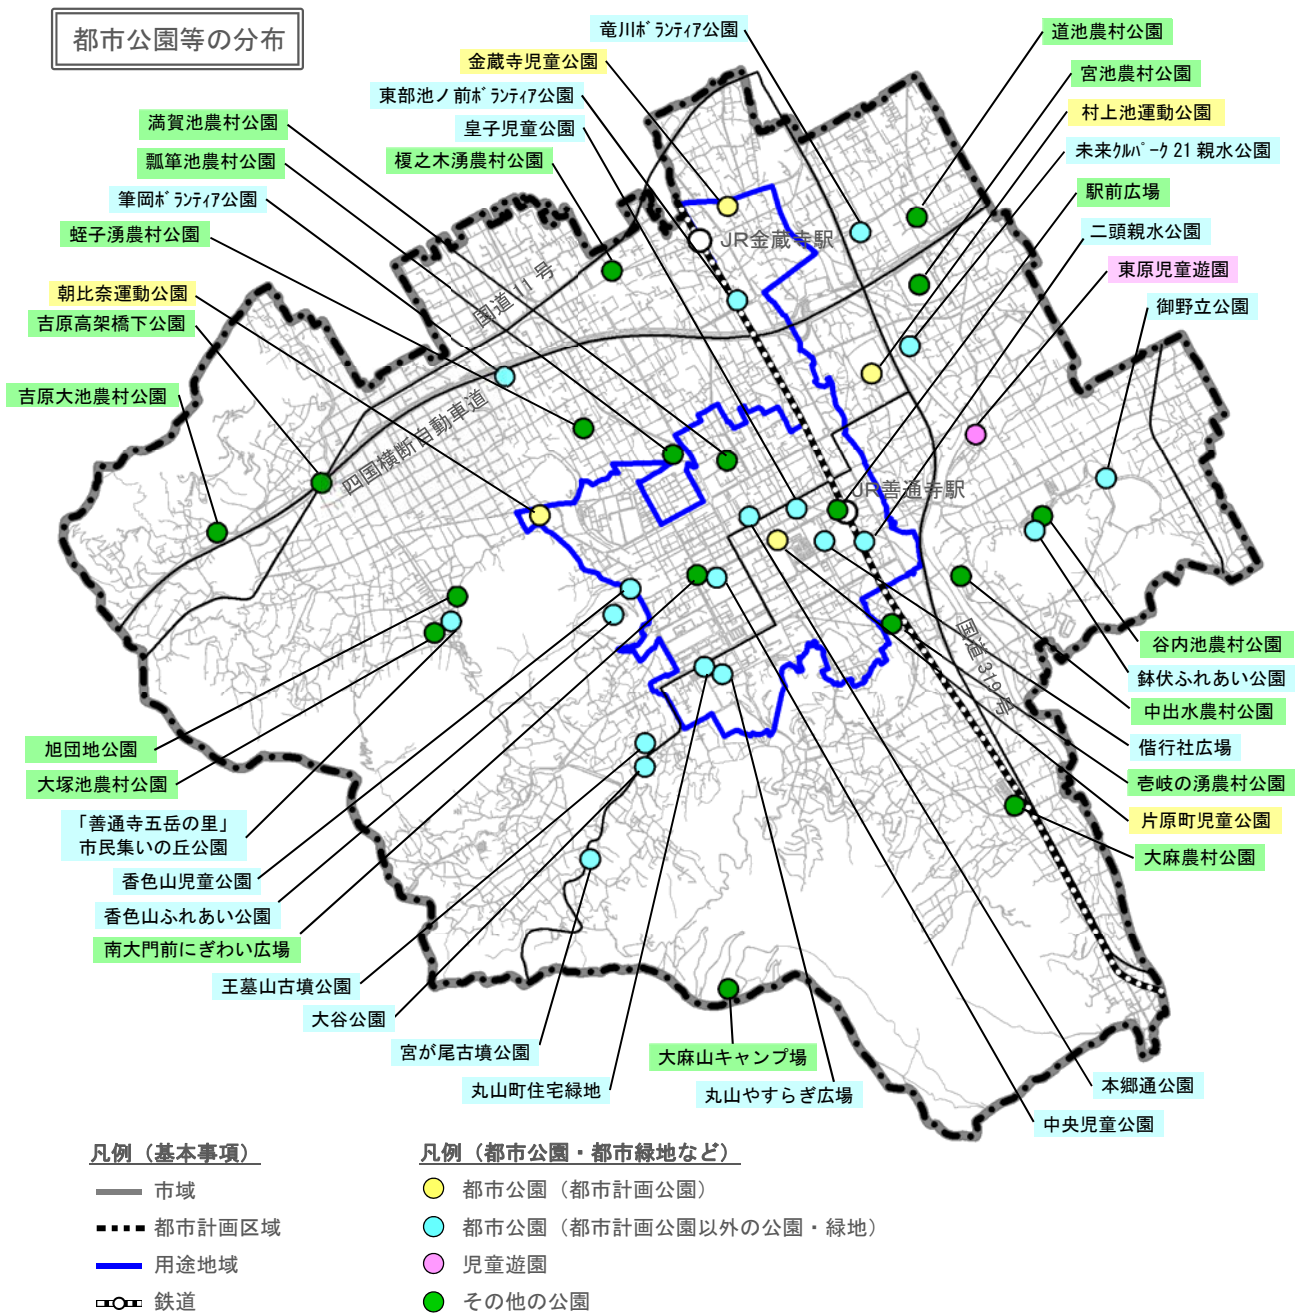 都市公園等の分布
竜川ﾎﾞﾗﾝﾃｨｱ公園
金蔵寺児童公園
東部池ノ前ﾎﾞﾗﾝﾃｨｱ公園
皇子児童公園
榎之木湧農村公園
満賀池農村公園
瓢箪池農村公園
筆岡ﾎﾞﾗﾝﾃｨｱ公園
蛭子湧農村公園
朝比奈運動公園
吉原高架橋下公園
吉原大池農村公園
道池農村公園
宮池農村公園
村上池運動公園
未来ｸﾙﾊﾟｰｸ 21 親水公園
駅前広場
二頭親水公園
東原児童遊園
御野立公園
JR金蔵寺駅
国道 11 号
四国横断自動車道
JR善通寺駅
国道 319 号
谷内池農村公園
鉢伏ふれあい公園
中出水農村公園
偕行社広場
壱岐の湧農村公園
片原町児童公園
大麻農村公園
旭団地公園
大塚池農村公園
「善通寺五岳の里」
市民集いの丘公園
香色山児童公園
香色山ふれあい公園
南大門前にぎわい広場
王墓山古墳公園
大谷公園
宮が尾古墳公園
丸山町住宅緑地
大麻山キャンプ場
丸山やすらぎ広場
本郷通公園
中央児童公園
凡例（基本事項）
市域
都市計画区域
用途地域
鉄道
凡例（都市公園・都市緑地など）
都市公園（都市計画公園）
都市公園（都市計画公園以外の公園・緑地）
児童遊園
その他の公園